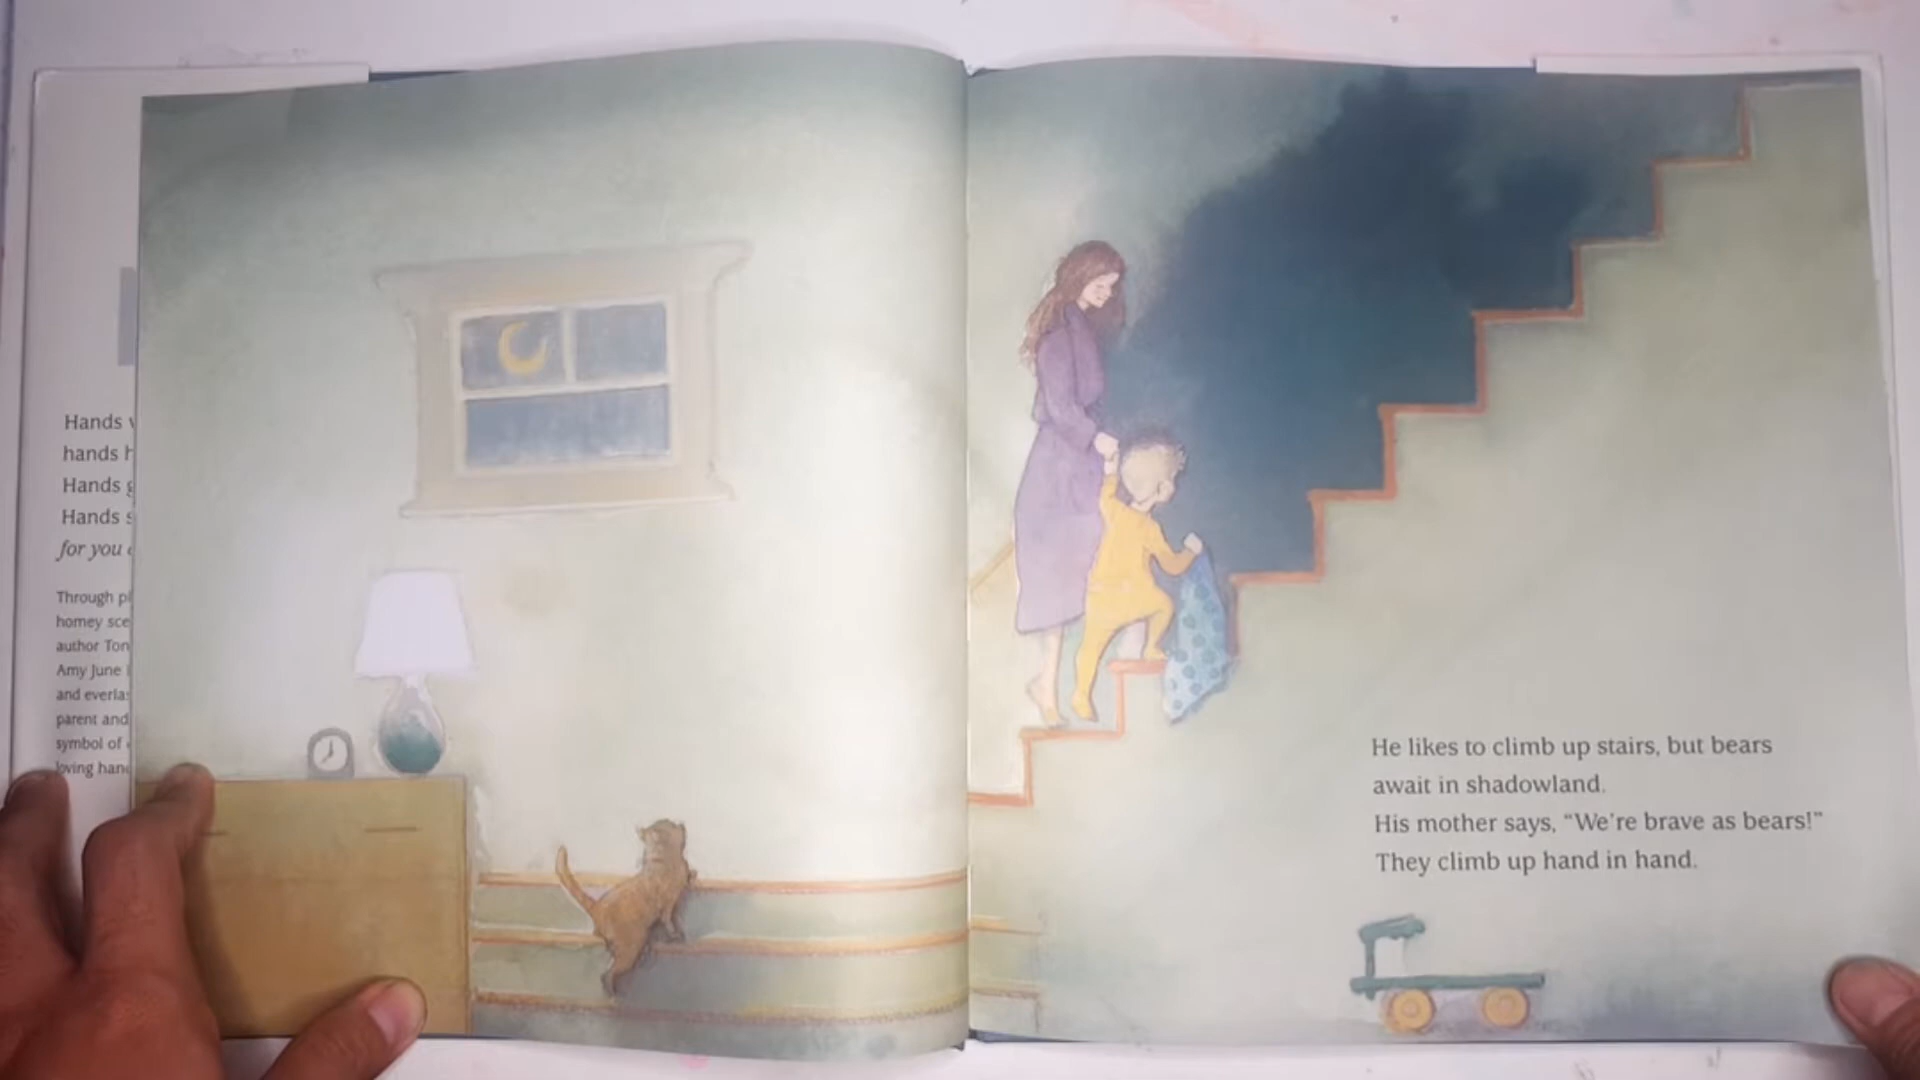 Hands
hands
Hands
Hands
for you
Through
homey
author
Amy June
and
parent and
symbol of
loving
He likes to climb up stairs, but bears
await in shadowland.
His mother says, “We’re brave as bears!”
They climb up hand in hand.